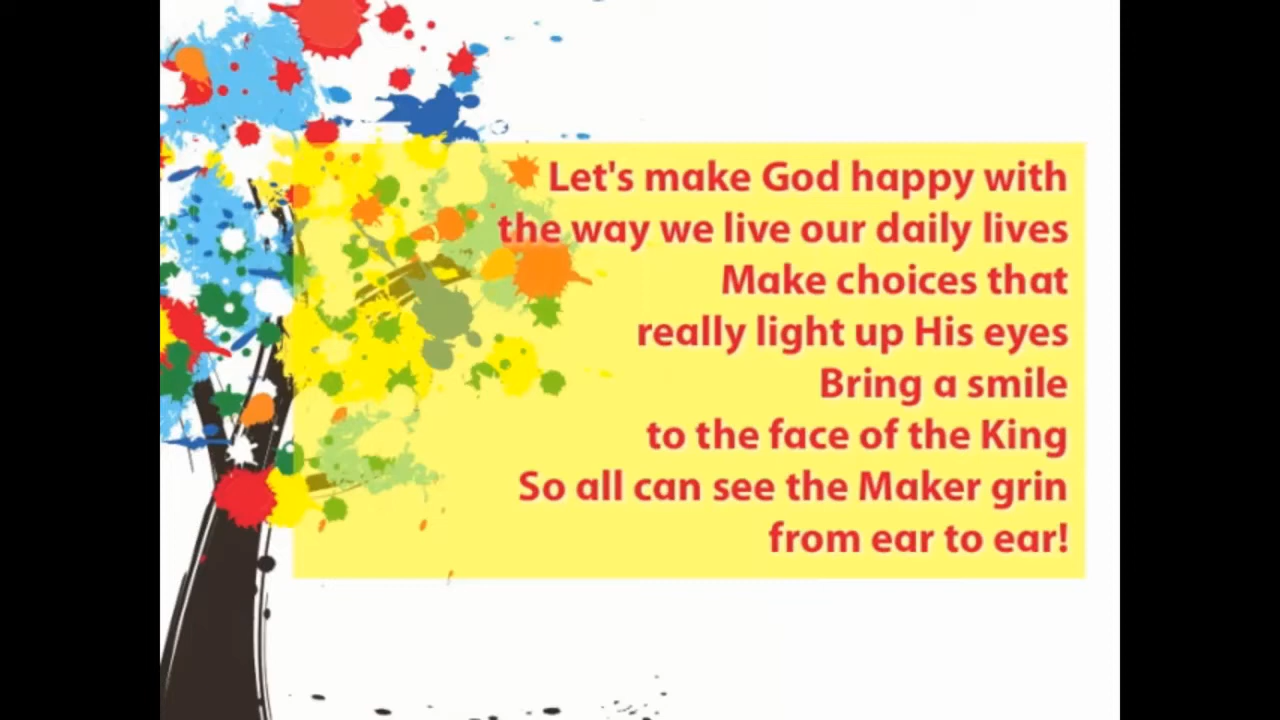 Let's make God happy with
the way we live our daily lives
Make choices that
really light up His eyes
Bring a smile
to the face of the King
So all can see the Maker grin
from ear to ear!